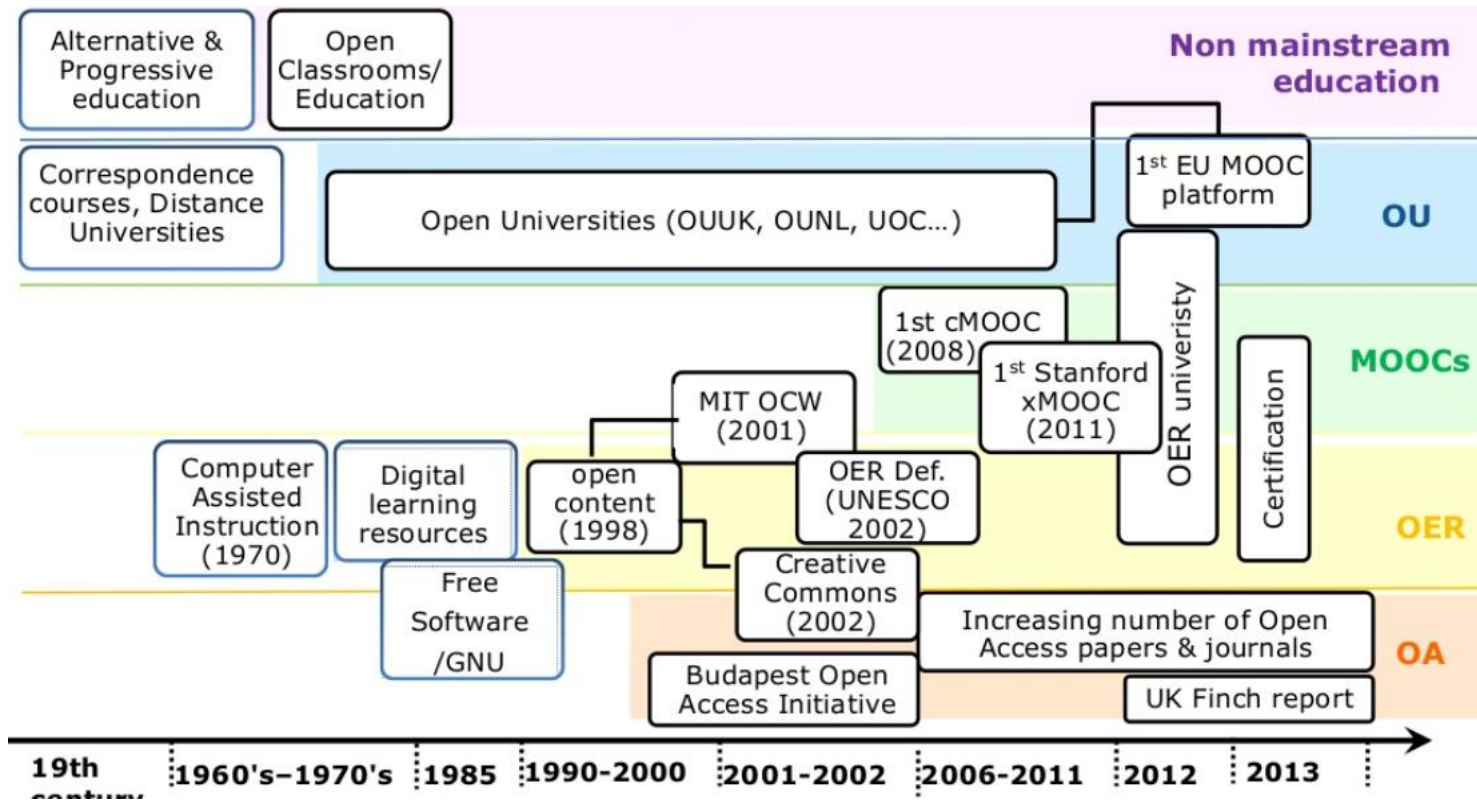 Alternative &
Progressive
education
Open
Classrooms/
Education
Non mainstream
education
Correspondence
courses, Distance
Universities
Open Universities (OUUK, OUNL, UOC...)
1st EU MOOC
platform
OU
1st cMOOC
(2008)
1st Stanford
xMOOC
(2011)
OER univeristy
Certification
MOOCs
MIT OCW
(2001)
Computer
Assisted
Instruction
(1970)
Digital
learning
resources
open
content
(1998)
OER Def.
(UNESCO
2002)
OER
Free
Software
/GNU
Creative
Commons
(2002)
Increasing number of Open
Access papers & journals
OA
Budapest Open
Access Initiative
UK Finch report
19th
century
1960's–1970's
1985
1990-2000
2001-2002
2006-2011
2012
2013